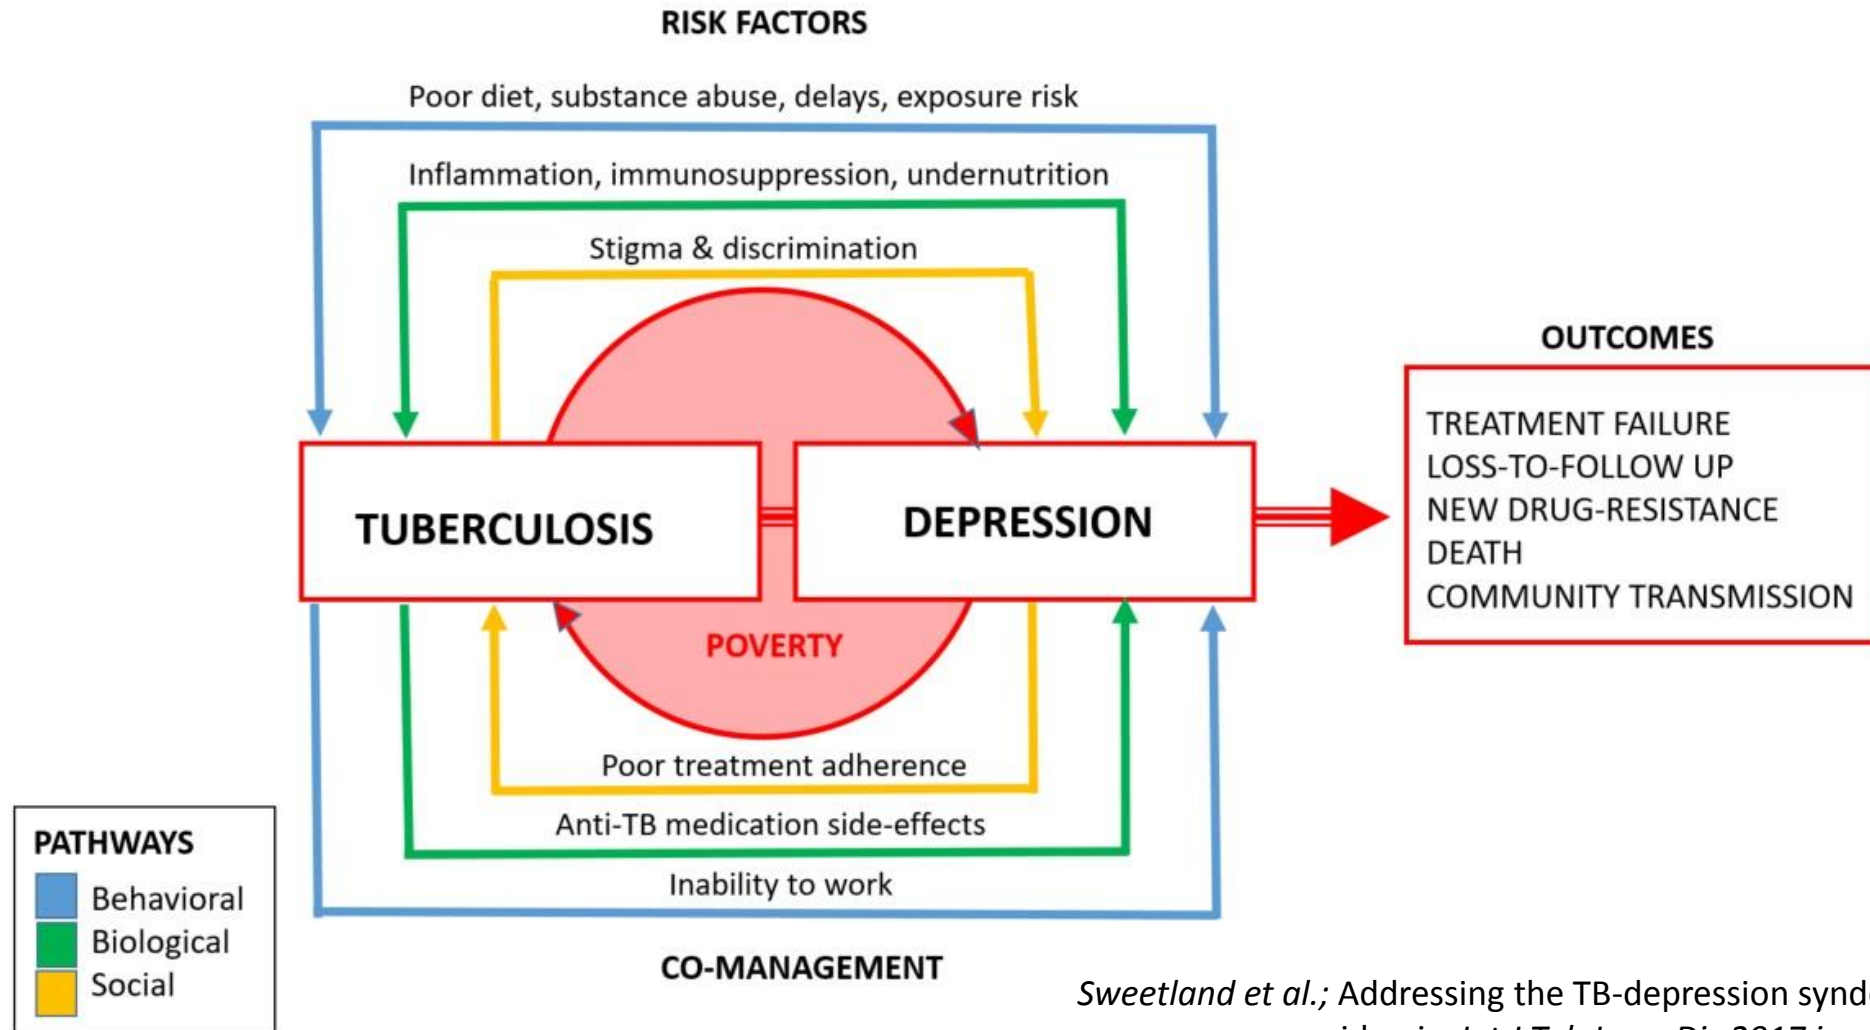 RISK FACTORS
Poor diet, substance abuse, delays, exposure risk
Inflammation, immunosuppression, undernutrition
Stigma & discrimination
TUBERCULOSIS
DEPRESSION
POVERTY
OUTCOMES
TREATMENT FAILURE
LOSS-TO-FOLLOW UP
NEW DRUG-RESISTANCE
DEATH
COMMUNITY TRANSMISSION
Poor treatment adherence
Anti-TB medication side-effects
Inability to work
CO-MANAGEMENT
PATHWAYS
Behavioral
Biological
Social
Sweetland et al.; Addressing the TB-depression